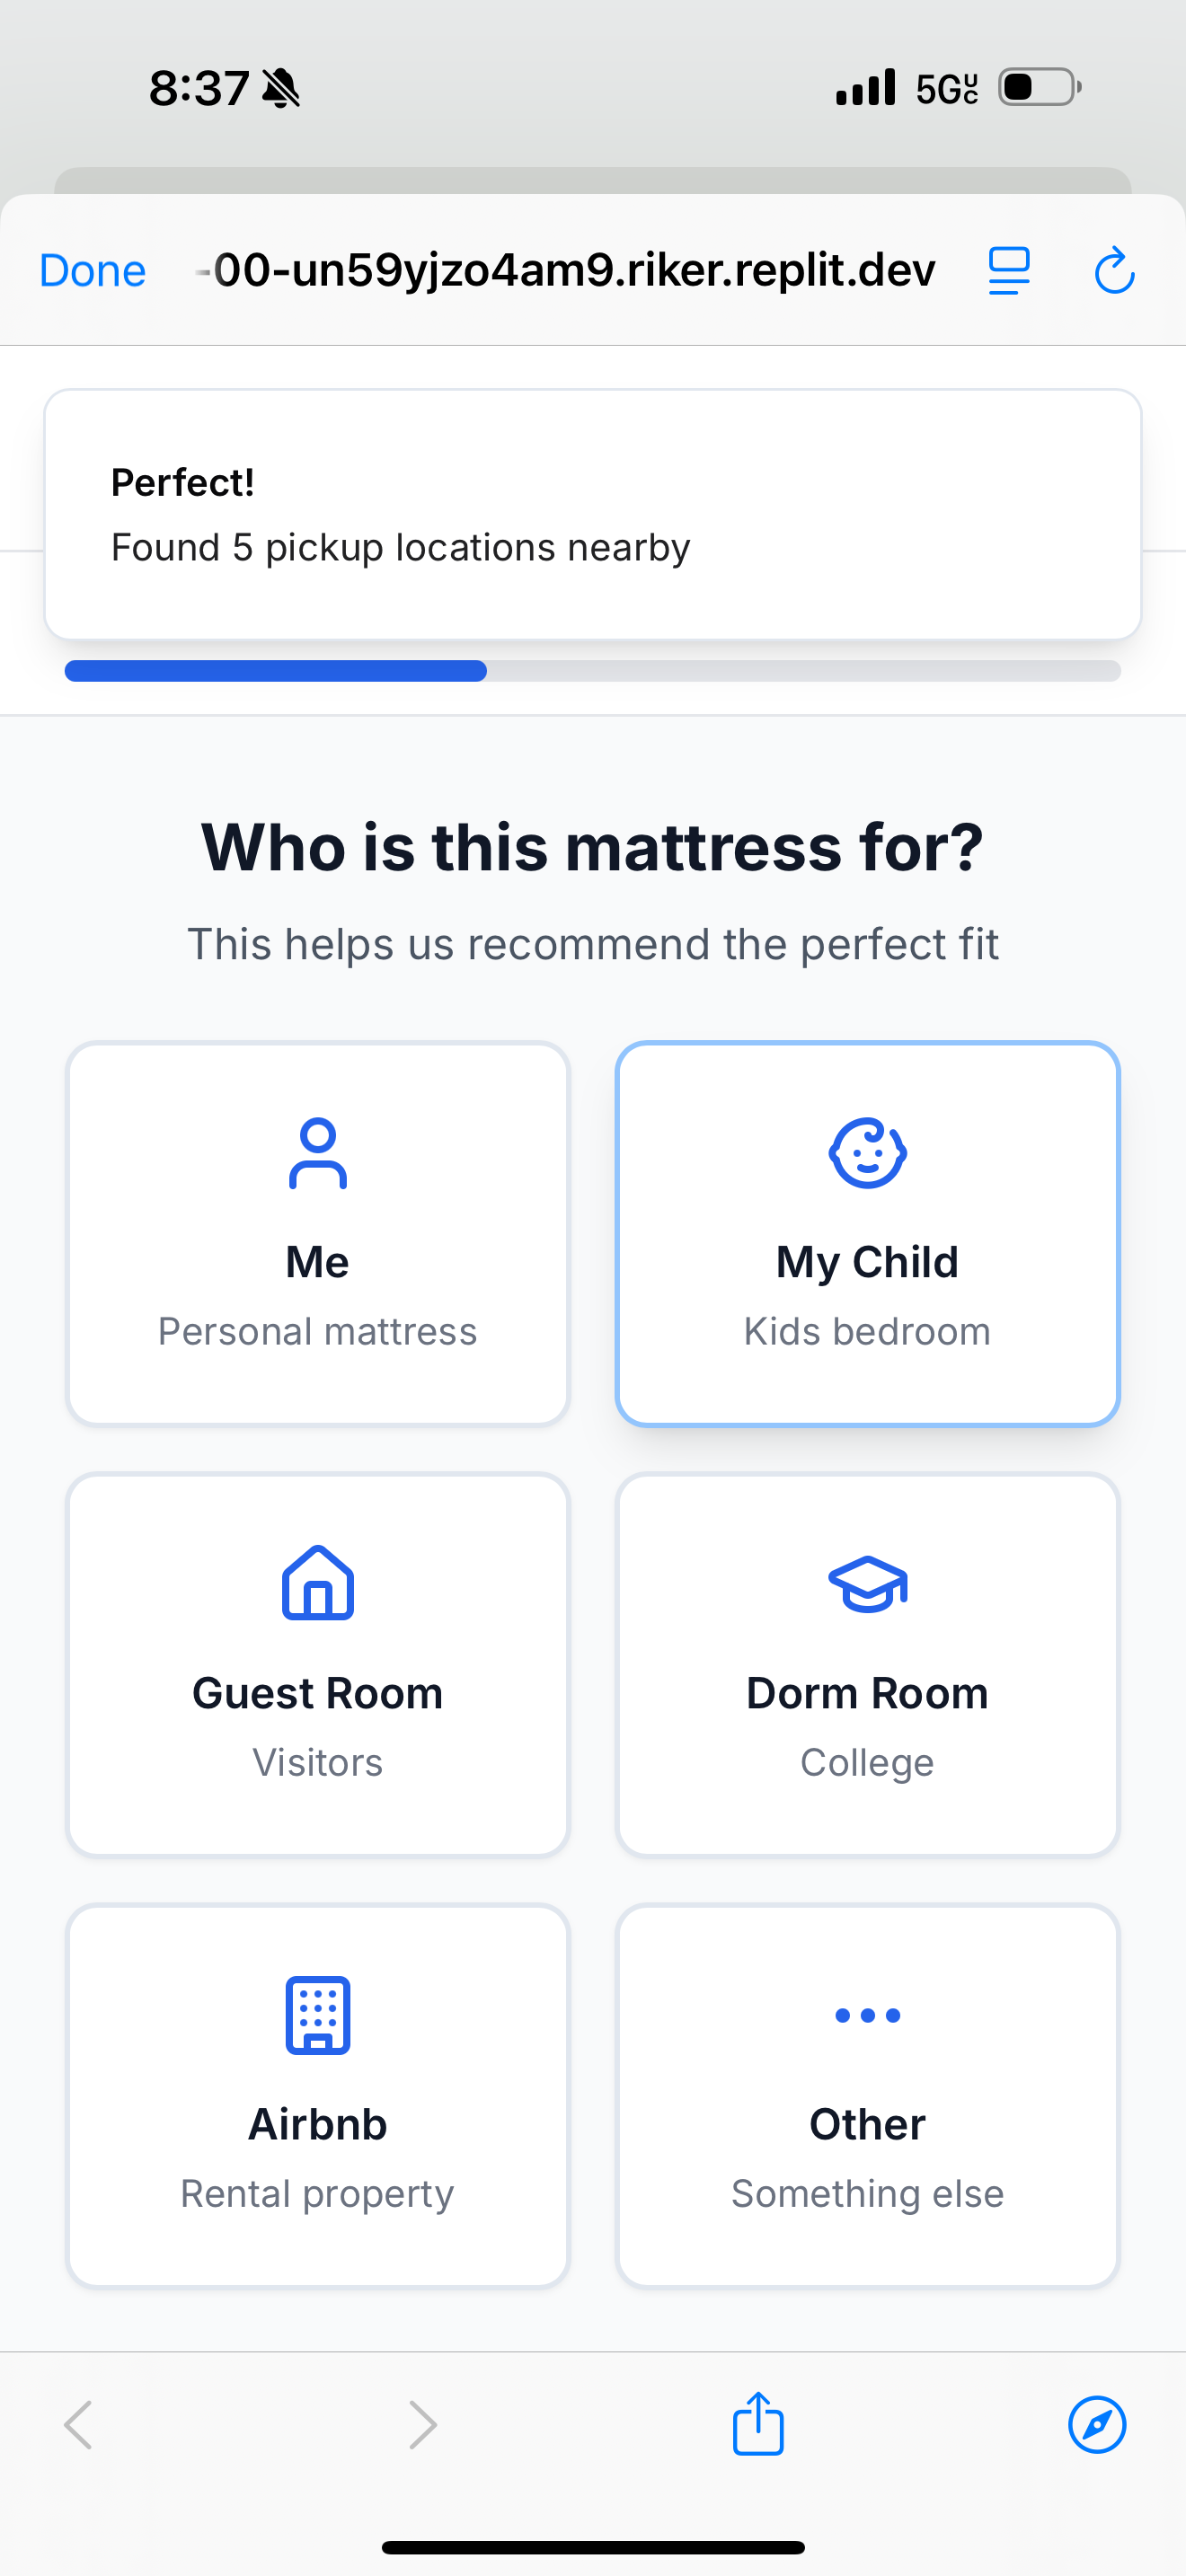 8:37
5GUC
Done
-00-un59yjzo4am9.riker.replit.dev
Perfect!
Found 5 pickup locations nearby
Who is this mattress for?
This helps us recommend the perfect fit
Me
Personal mattress
My Child
Kids bedroom
Guest Room
Visitors
Dorm Room
College
Airbnb
Rental property
Other
Something else